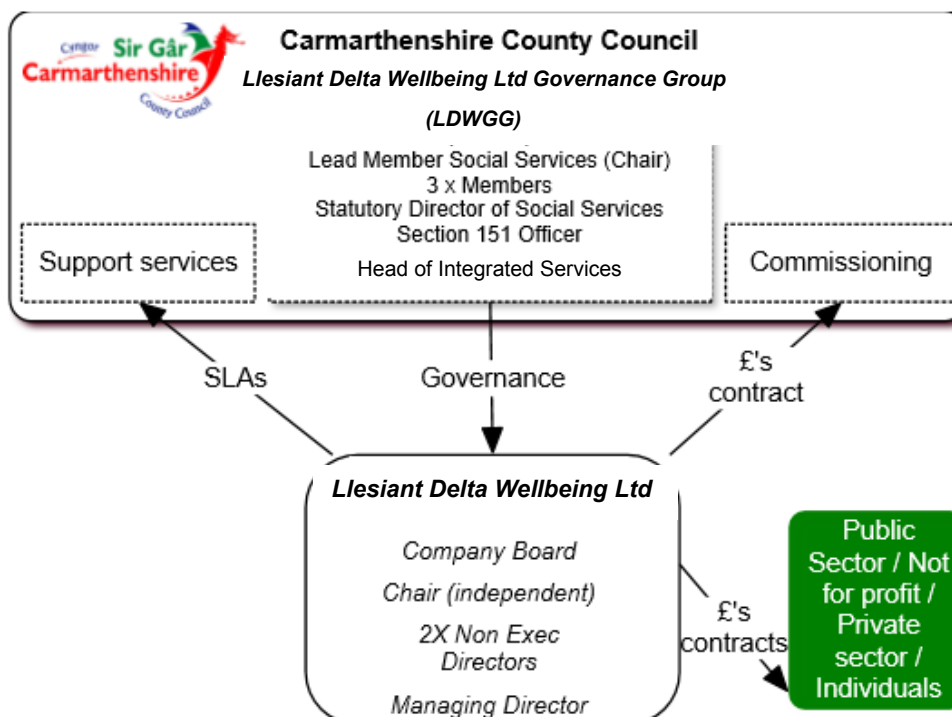 Cyngor Sir Gâr
Carmarthenshire
County Council
Carmarthenshire County Council
Llesiant Delta Wellbeing Ltd Governance Group
(LDWGG)
Lead Member Social Services (Chair)
3 x Members
Statutory Director of Social Services
Section 151 Officer
Head of Integrated Services
Support services
Commissioning
SLAs
Governance
£'s
contract
Llesiant Delta Wellbeing Ltd
Company Board
Chair (independent)
2X Non Exec
Directors
Managing Director
£'s
contracts
Public
Sector / Not
for profit /
Private
sector /
Individuals